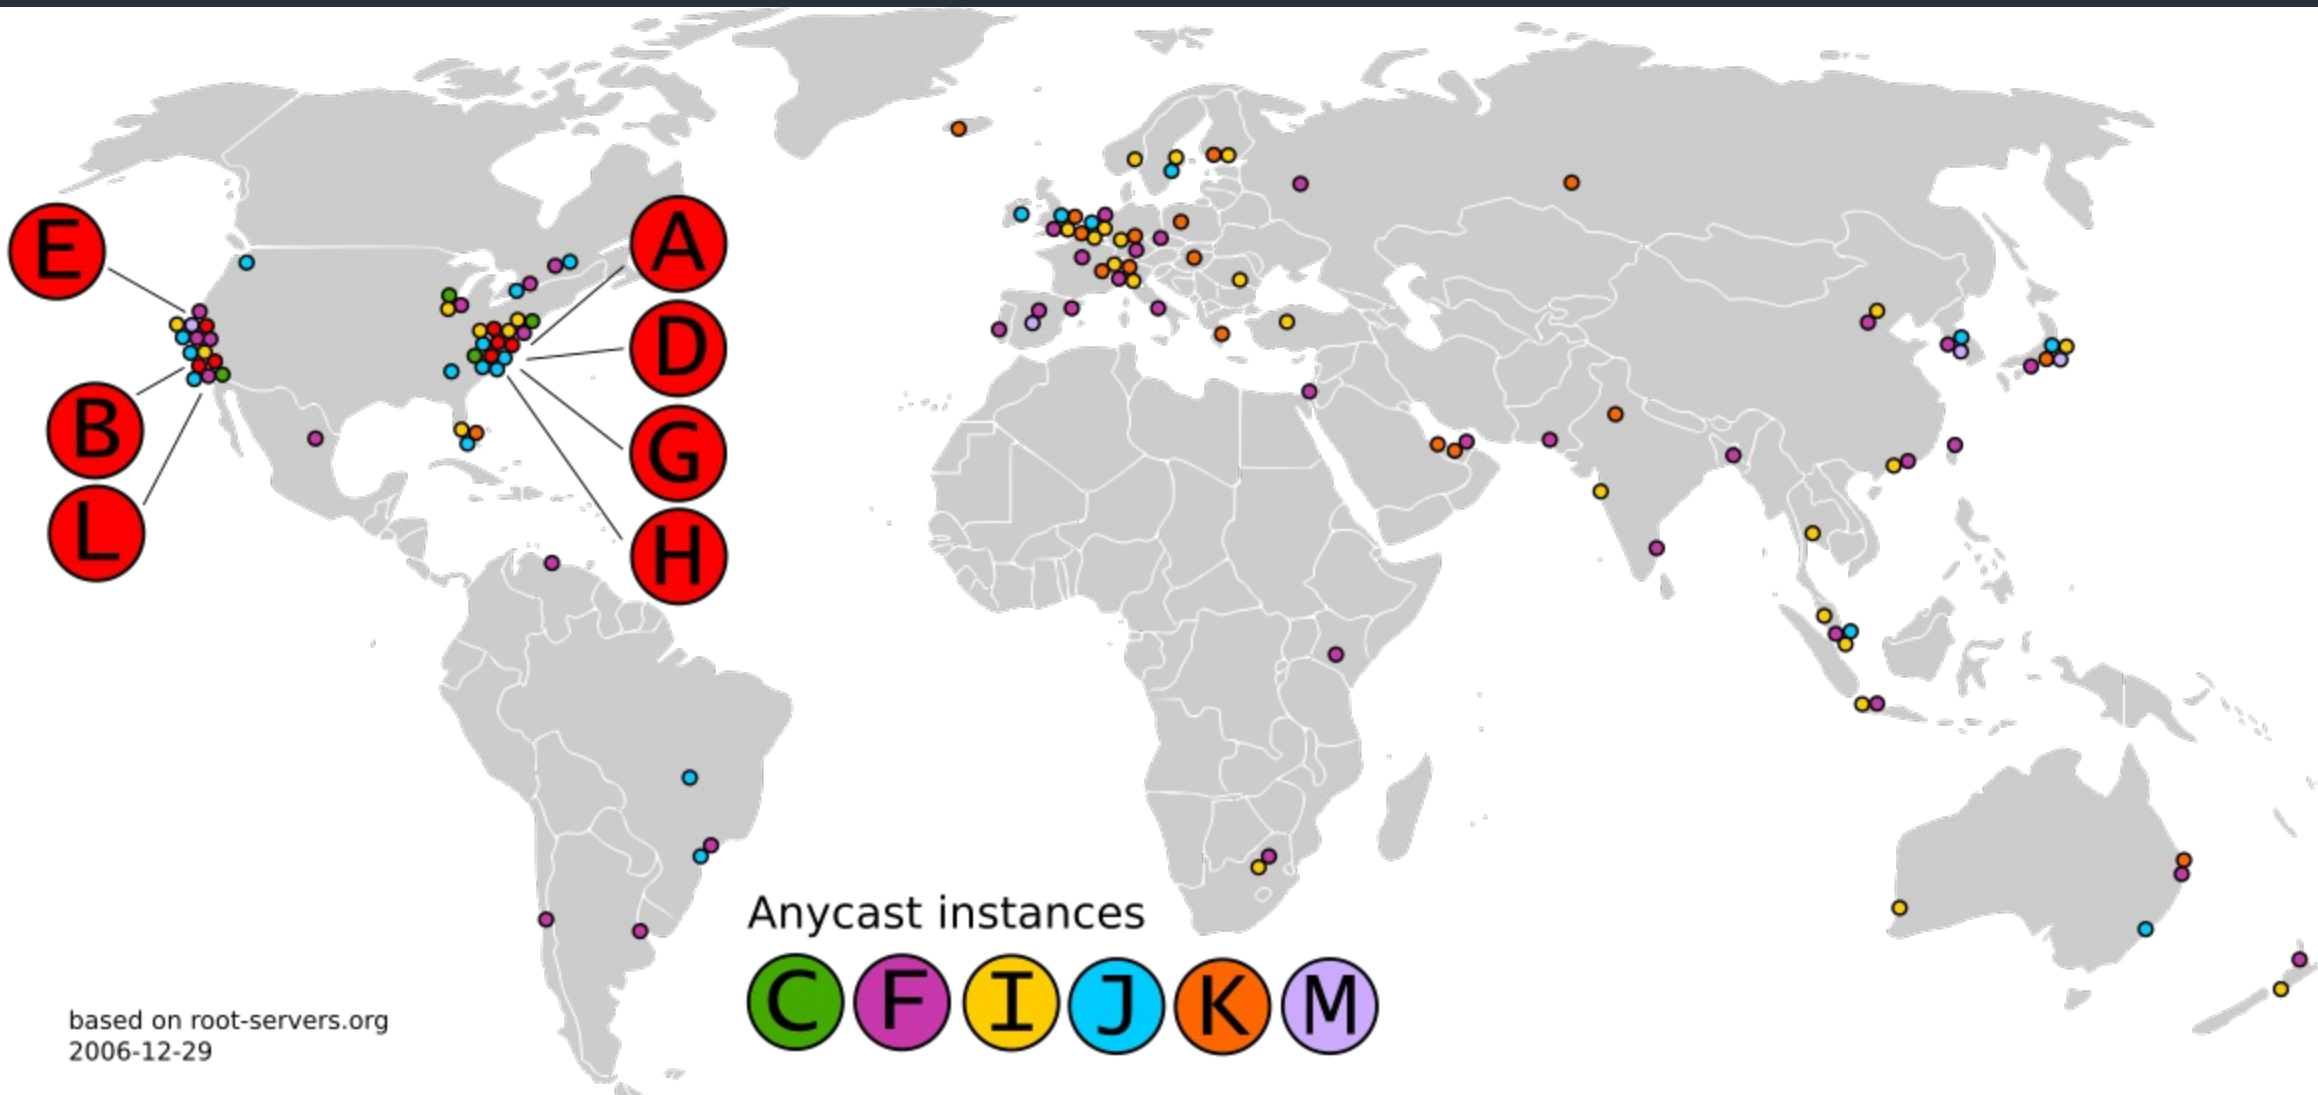 E
B
L
A
D
G
H
Anycast instances
C F I J K M
based on root-servers.org
2006-12-29